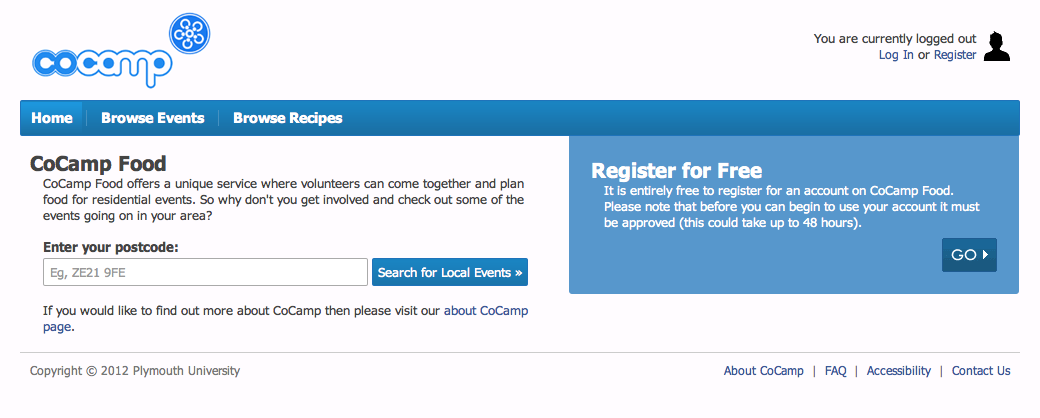 cocamp
You are currently logged out
Log In or Register
Home
Browse Events
Browse Recipes
CoCamp Food
CoCamp Food offers a unique service where volunteers can come together and plan
food for residential events. So why don't you get involved and check out some of the
events going on in your area?
Enter your postcode:
Eg, ZE21 9FE
Search for Local Events »
If you would like to find out more about CoCamp then please visit our about CoCamp
page.
Register for Free
It is entirely free to register for an account on CoCamp Food.
Please note that before you can begin to use your account it must
be approved (this could take up to 48 hours).
GO
Copyright © 2012 Plymouth University
About CoCamp | FAQ | Accessibility | Contact Us